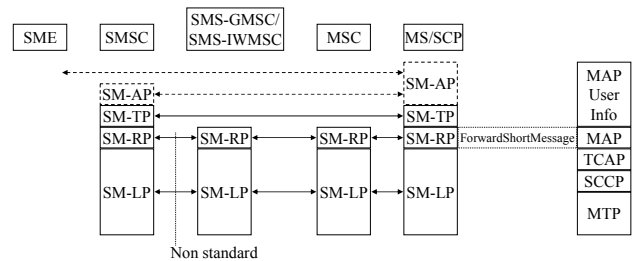 SME
SMSC
SMS-GMSC/
SMS-IWMSC
MSC
MS/SCP
SM-AP
SM-AP
MAP
User
Info
SM-TP
SM-TP
SM-RP
SM-RP
SM-RP
SM-RP
ForwardShortMessage
MAP
TCAP
SCCP
SM-LP
SM-LP
SM-LP
SM-LP
MTP
Non standard